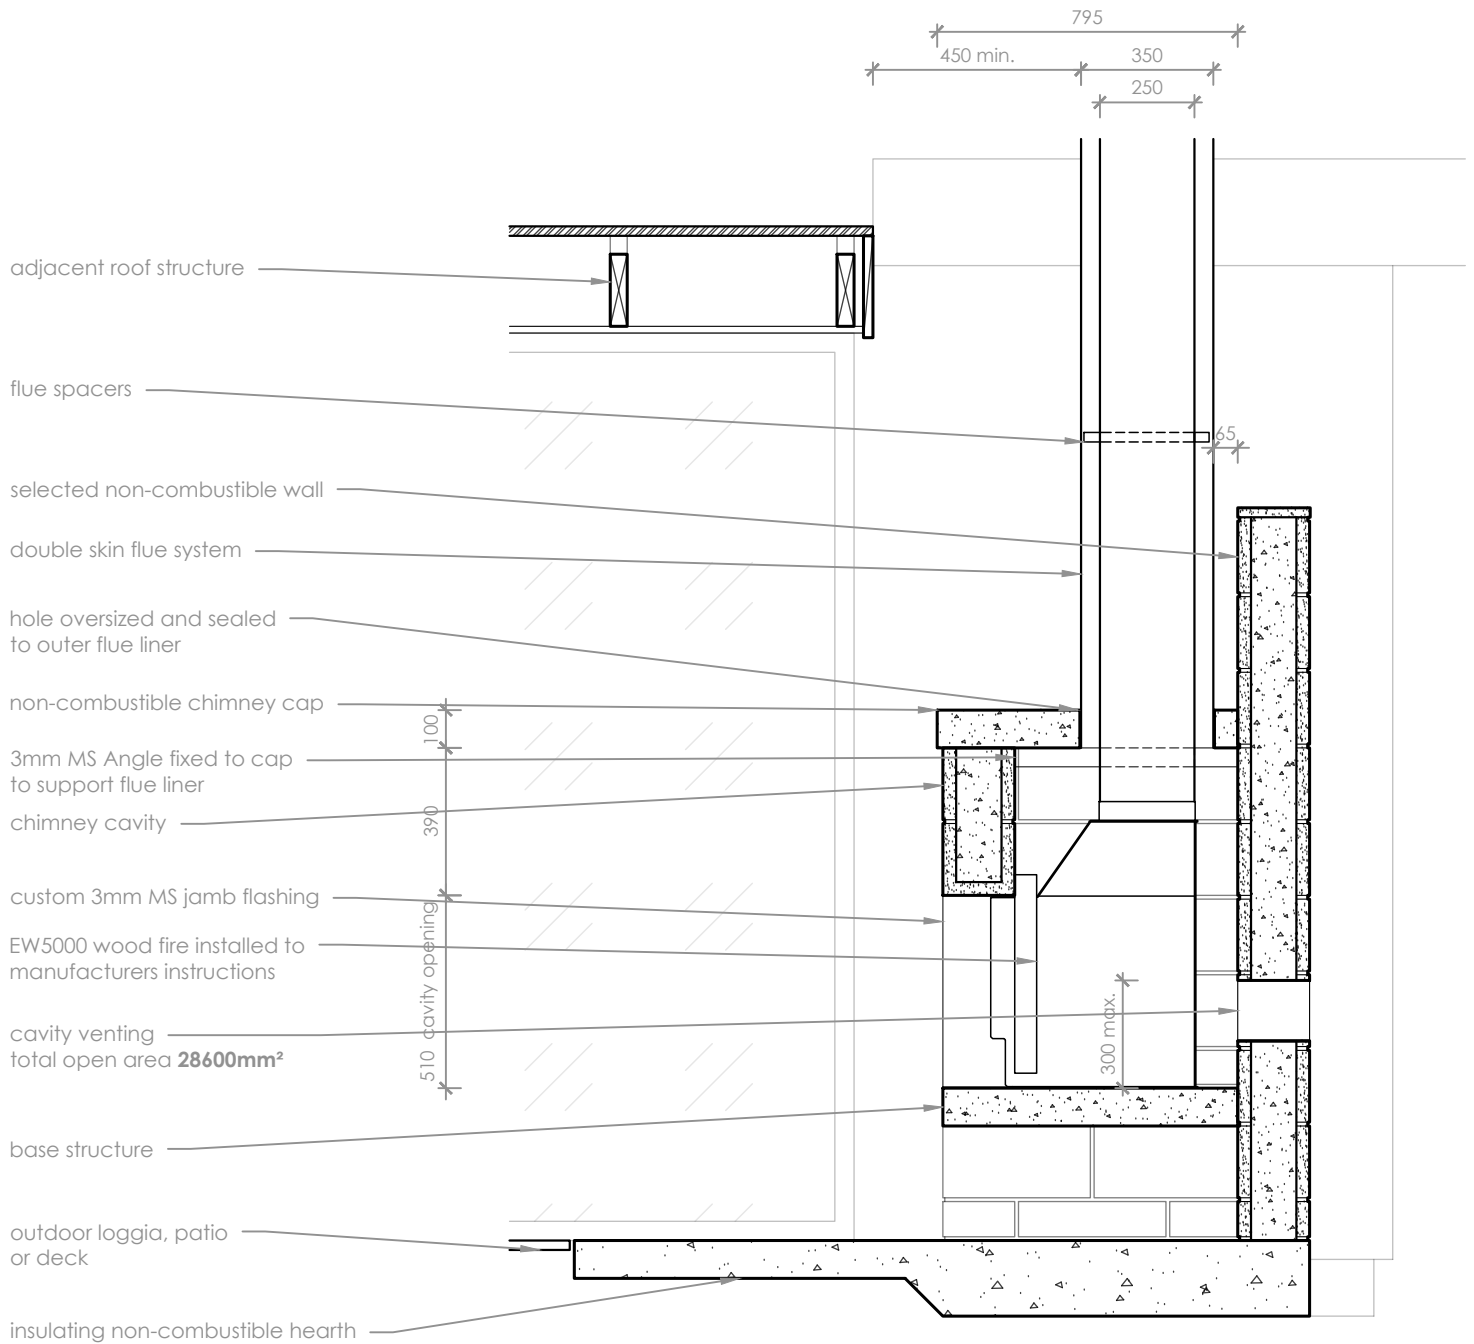 795
450 min.
350
250
adjacent roof structure
flue spacers
65
selected non-combustible wall
double skin flue system
hole oversized and sealed
to outer flue liner
non-combustible chimney cap
100
3mm MS Angle fixed to cap
to support flue liner
chimney cavity
390
custom 3mm MS jamb flashing
EW5000 wood fire installed to
manufacturers instructions
510 cavity opening
300 max.
cavity venting
total open area 28600mm²
base structure
outdoor loggia, patio
or deck
insulating non-combustible hearth